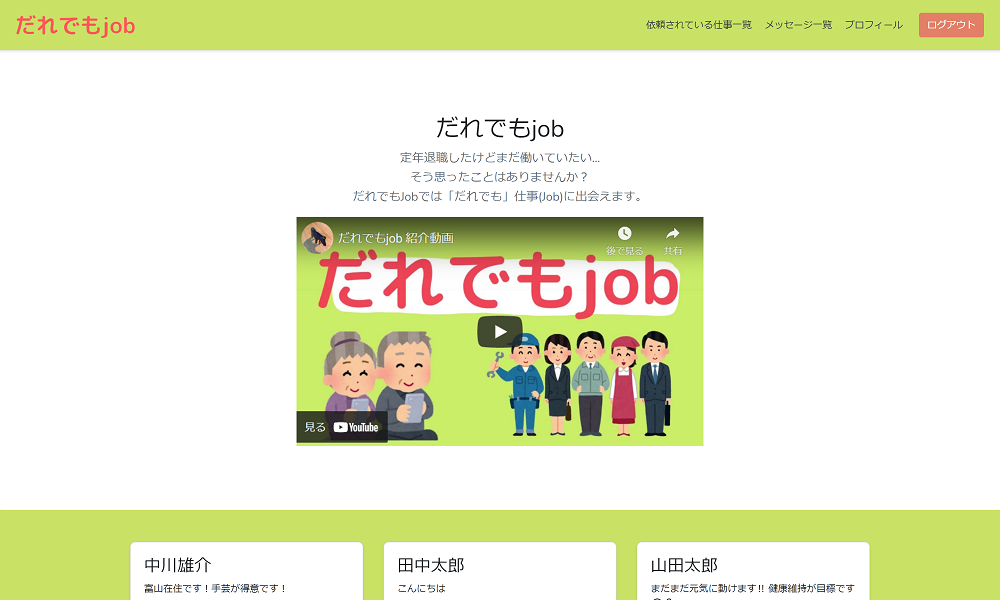 だれでもjob
依頼されている仕事一覧 メッセージ一覧 プロフィール ログアウト
だれでもjob
定年退職したけどまだ働いていたい...
そう思ったことはありませんか？
だれでもJobでは「だれでも」仕事(Job)に出会えます。
だれでもjob 紹介動画
後で見る 共有
だれでもjob
見る YouTube
中川雄介
富山在住です！手芸が得意です！
田中太郎
こんにちは
山田太郎
まだまだ元気に動けます!! 健康維持が目標です